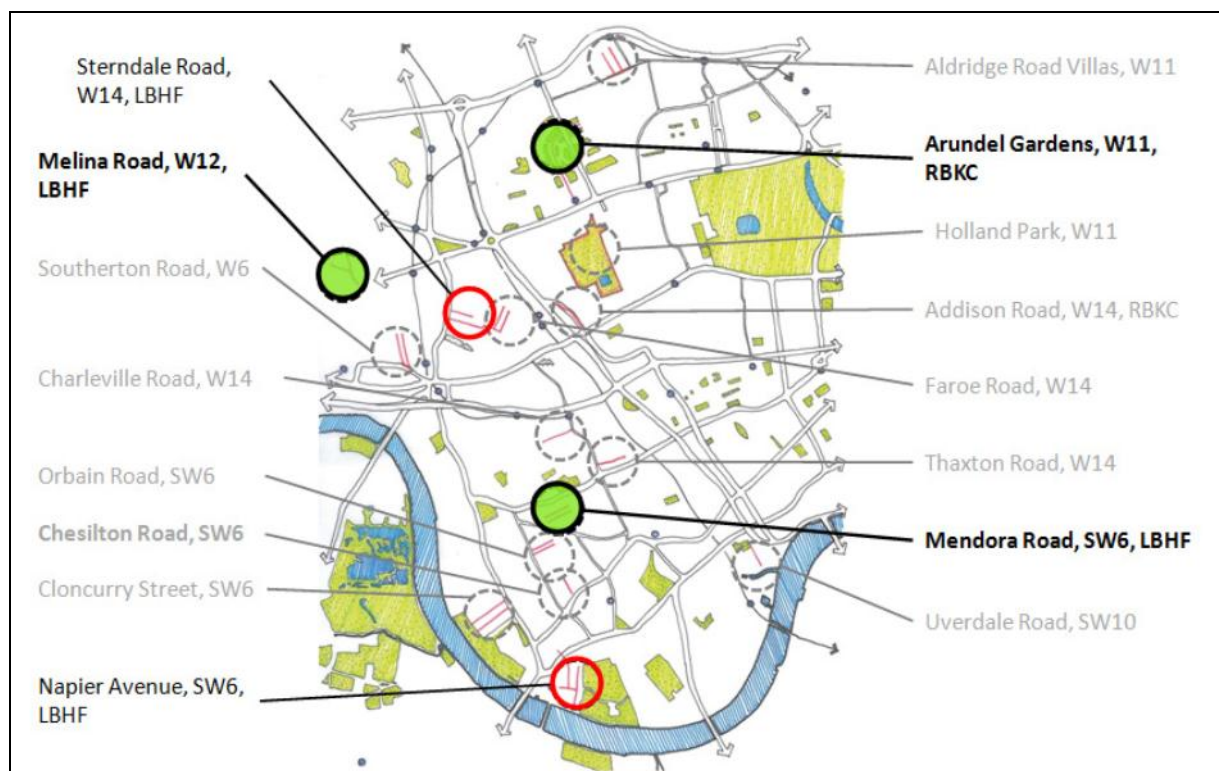 Sterndale Road,
W14, LBHF
Melina Road, W12,
LBHF
Southerton Road, W6
Charleville Road, W14
Orbain Road, SW6
Chesilton Road, SW6
Cloncurry Street, SW6
Napier Avenue, SW6,
LBHF
Aldridge Road Villas, W11
Arundel Gardens, W11,
RBKC
Holland Park, W11
Addison Road, W14, RBKC
Faroe Road, W14
Thaxton Road, W14
Mendora Road, SW6, LBHF
Uverdale Road, SW10